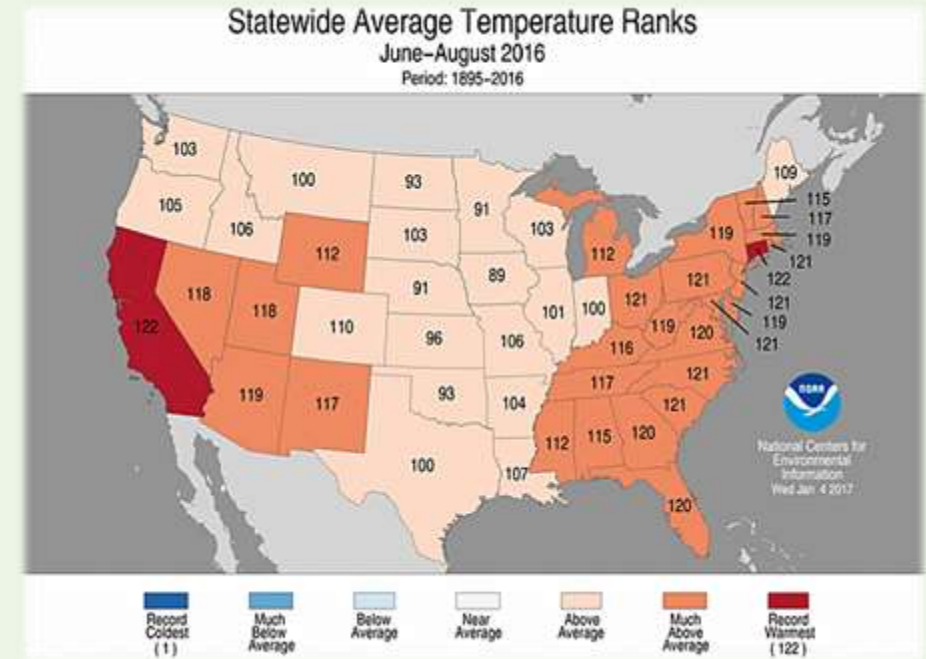 Statewide Average Temperature Ranks
June–August 2016
Period: 1895–2016
103
100
93
91
109
105
106
103
103
115
117
119
119
121
122
112
112
121
121
121
119
121
118
118
110
91
89
101
100
119
120
122
96
106
116
119
117
93
104
117
121
121
100
107
112
115
120
120
NOAA
National Centers for
Environmental
Information
Wed Jan 4 2017
Record
Coldest
(1)
Much
Below
Average
Below
Average
Near
Average
Above
Average
Much
Above
Average
Record
Warmest
(122)